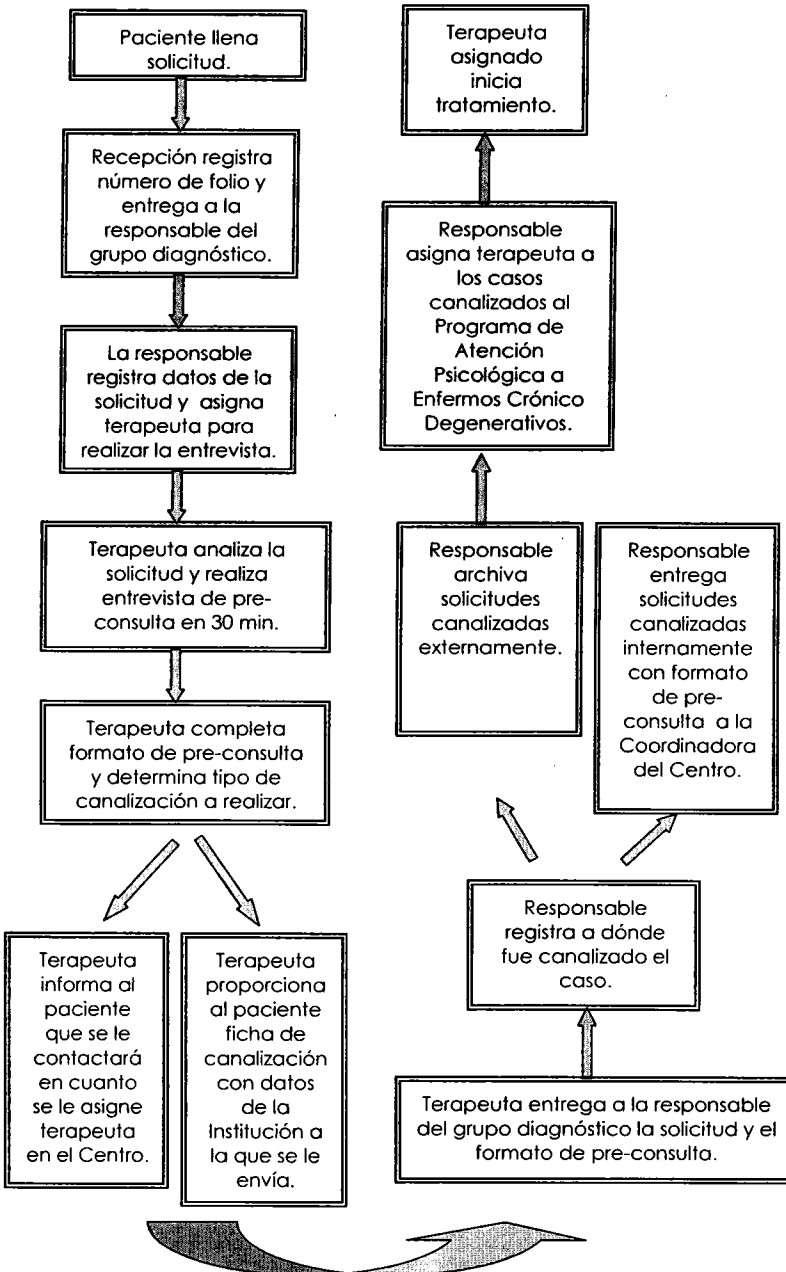 Paciente llena
solicitud.
Recepción registra
número de folio y
entrega a la
responsable del
grupo diagnóstico.
La responsable
registra datos de la
solicitud y asigna
terapeuta para
realizar la entrevista.
Terapeuta analiza la
solicitud y realiza
entrevista de pre-
consulta en 30 min.
Terapeuta completa
formato de pre-consulta
y determina tipo de
canalización a realizar.
Terapeuta
informa al
paciente
que se le
contactará
en cuanto
se le asigne
terapeuta
en el Centro.
Terapeuta
proporciona
al paciente
ficha de
canalización
con datos
de la
Institución a
la que se le
envía.
Terapeuta entrega a la responsable
del grupo diagnóstico la solicitud y el
formato de pre-consulta.
Responsable
registra a dónde
fue canalizado el
caso.
Responsable
archiva
solicitudes
canalizadas
externamente.
Responsable
entrega
solicitudes
canalizadas
internamente
con formato
de pre-
consulta a la
Coordinadora
del Centro.
Responsable
asigna terapeuta a
los casos
canalizados al
Programa de
Atención
Psicológica a
Enfermos Crónico
Degenerativos.
Terapeuta
asignado
inicia
tratamiento.